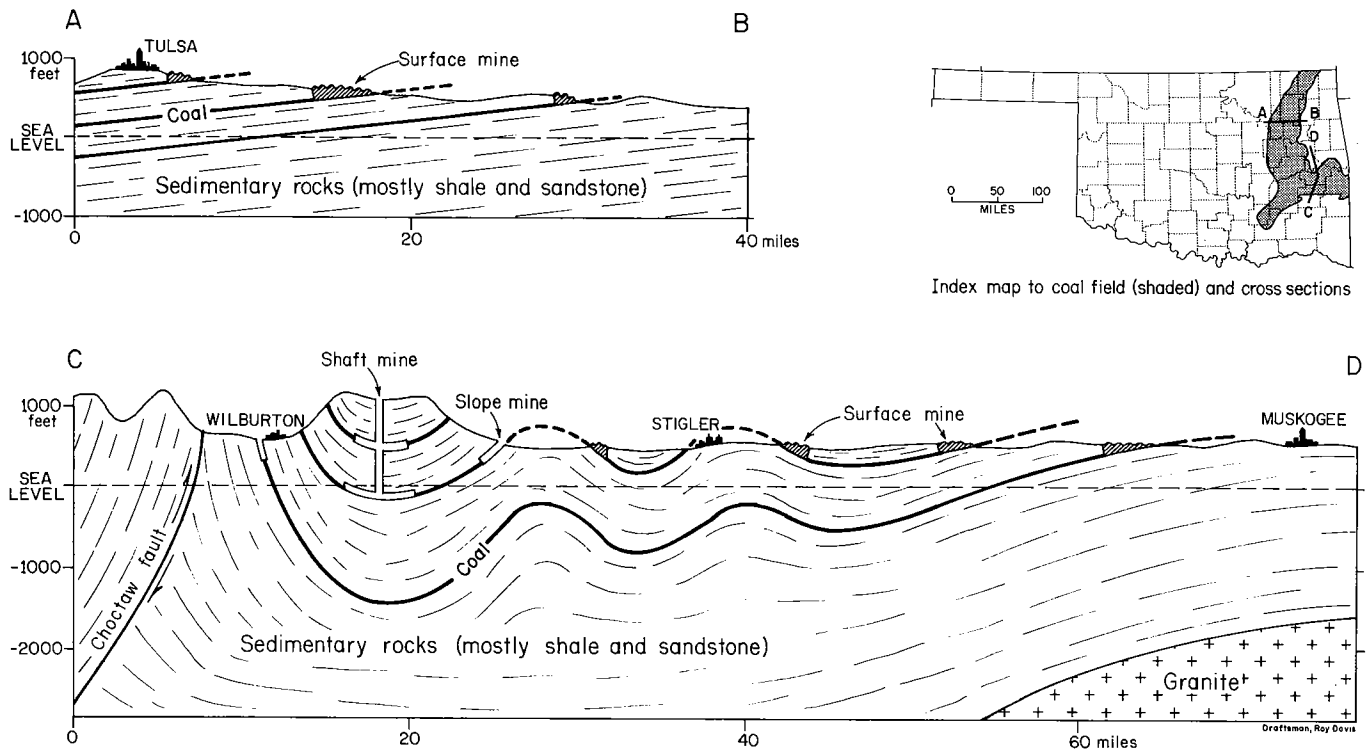 A
B
TULSA
1000
feet
Surface mine
Coal
SEA
LEVEL
Sedimentary rocks (mostly shale and sandstone)
-1000
0
20
40 miles
A
B
D
C
0
50
100
MILES
Index map to coal field (shaded) and cross sections
C
D
Shaft mine
1000
feet
WILBURTON
Slope mine
STIGLER
Surface mine
MUSKOGEE
SEA
LEVEL
Choctaw fault
Coal
-1000
-2000
Sedimentary rocks (mostly shale and sandstone)
Granite
Draftsman, Roy Davis
0
20
40
60 miles